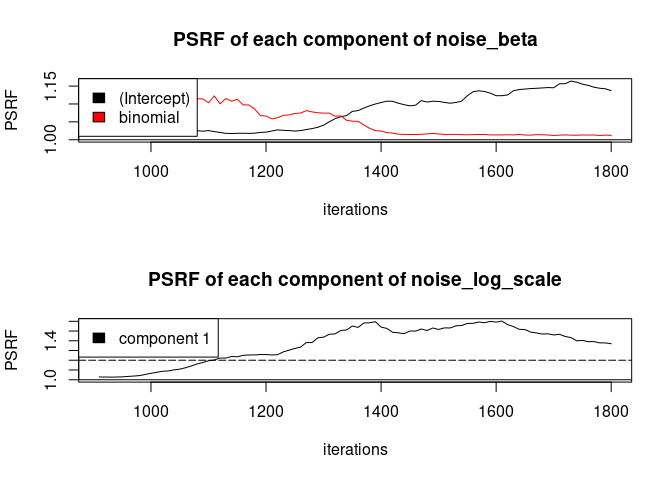 PSRF of each component of noise_beta
PSRF
1.15
1.00
(Intercept)
binomial
1000 1200 1400 1600 1800
iterations
PSRF of each component of noise_log_scale
PSRF
1.4
1.0
component 1
1000 1200 1400 1600 1800
iterations